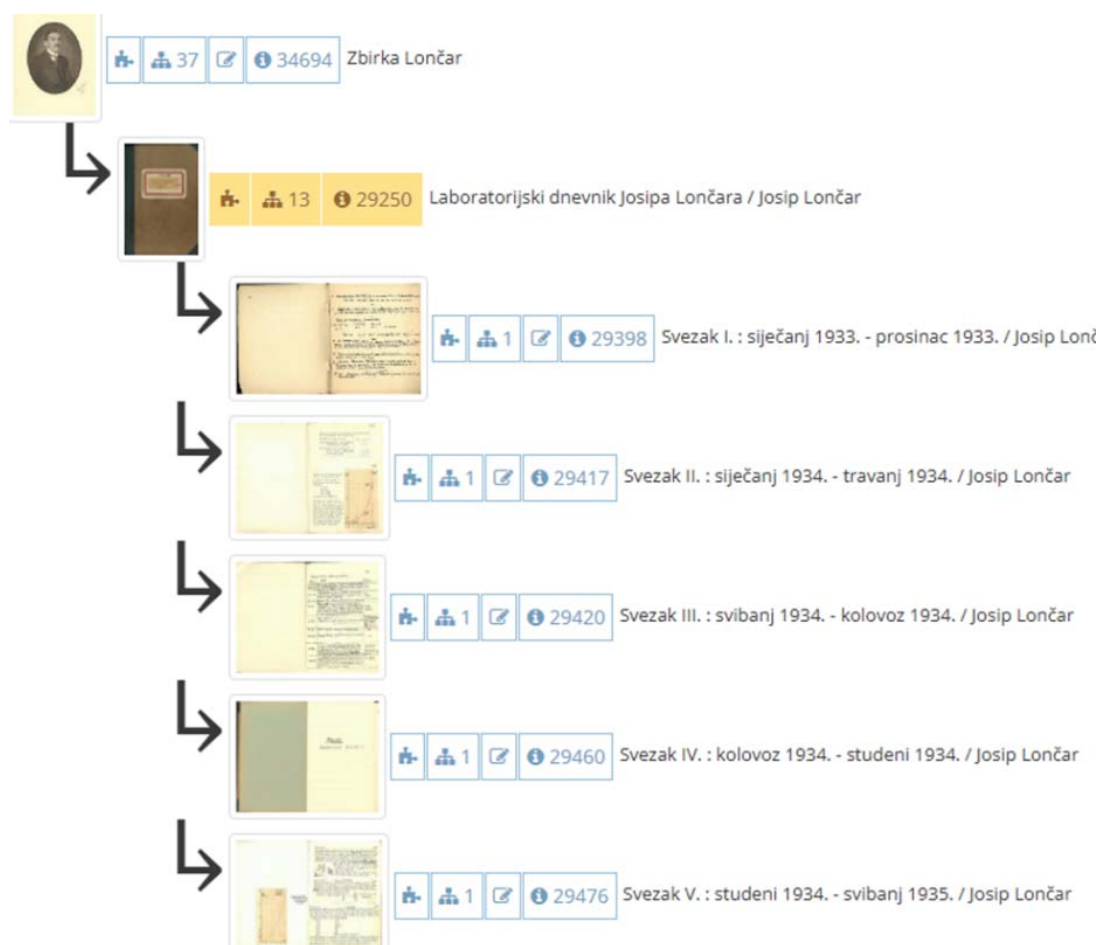 37 34694 Zbirka Lončar
13 29250 Laboratorijski dnevnik Josipa Lončara / Josip Lončar
1 29398 Svezak I. : siječanj 1933. - prosinac 1933. / Josip Lonč
1 29417 Svezak II. : siječanj 1934. - travanj 1934. / Josip Lončar
1 29420 Svezak III. : svibanj 1934. - kolovoz 1934. / Josip Lončar
1 29460 Svezak IV. : kolovoz 1934. - studeni 1934. / Josip Lončar
1 29476 Svezak V. : studeni 1934. - svibanj 1935. / Josip Lončar